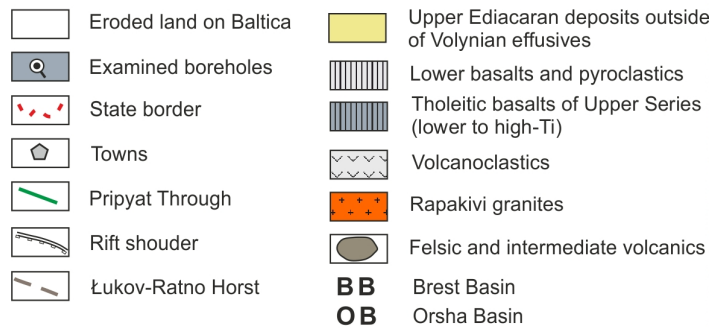 Eroded land on Baltica
Examined boreholes
State border
Towns
Pripyat Through
Rift shouder
Łukov-Ratno Horst
Upper Ediacaran deposits outside
of Volynian effusives
Lower basalts and pyroclastics
Tholeitic basalts of Upper Series
(lower to high-Ti)
Volcanoclastics
Rapakivi granites
Felsic and intermediate volcanics
BB Brest Basin
OB Orsha Basin